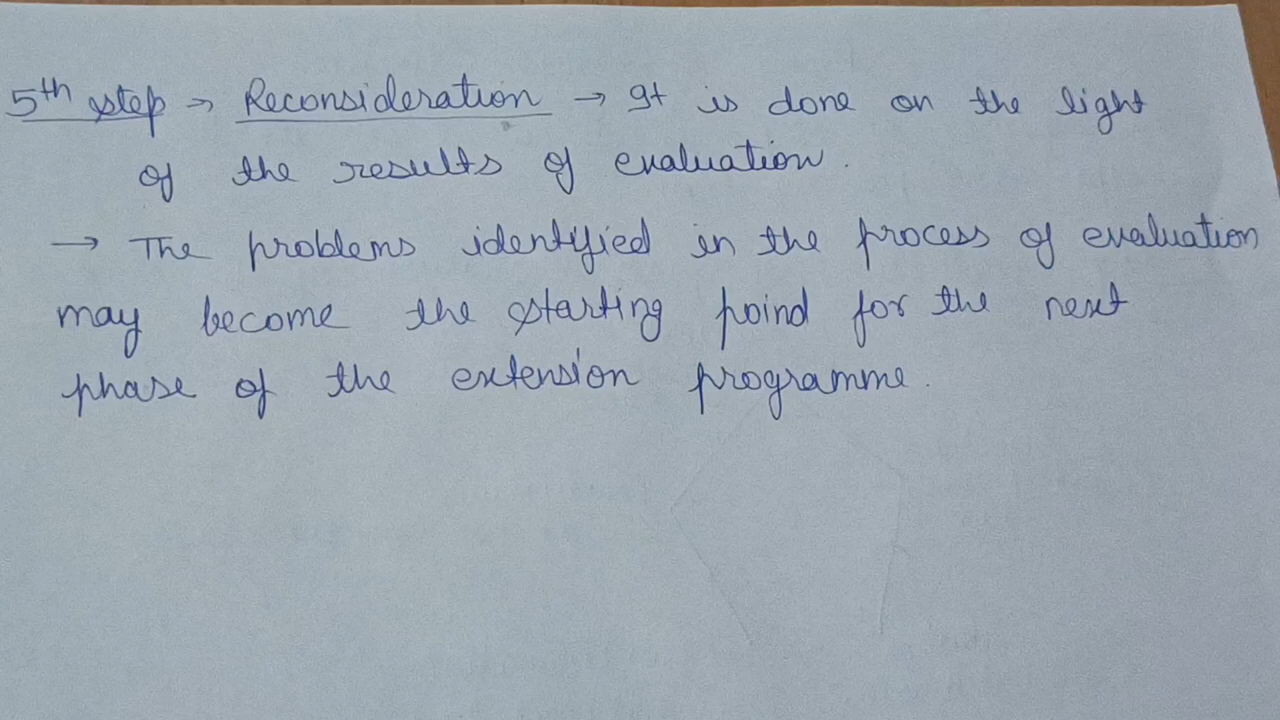 5th step → Reconsideration → It is done on the light
of the results of evaluation.
→ The problems identified in the process of evaluation
may become the starting poind for the next
phase of the extension programme.